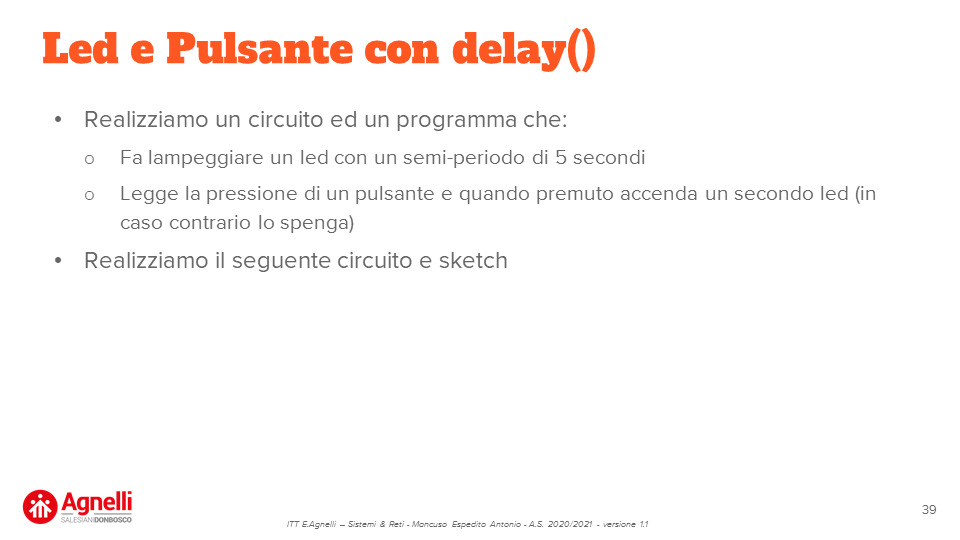 Led e Pulsante con delay()
• Realizziamo un circuito ed un programma che:
o Fa lampeggiare un led con un semi-periodo di 5 secondi
o Legge la pressione di un pulsante e quando premuto accenda un secondo led (in
caso contrario lo spenga)
• Realizziamo il seguente circuito e sketch
Agnelli
SALESIANIDONBOSCO
ITT E.Agnelli – Sistemi & Reti - Mancuso Espedito Antonio - A.S. 2020/2021 - versione 1.1
39